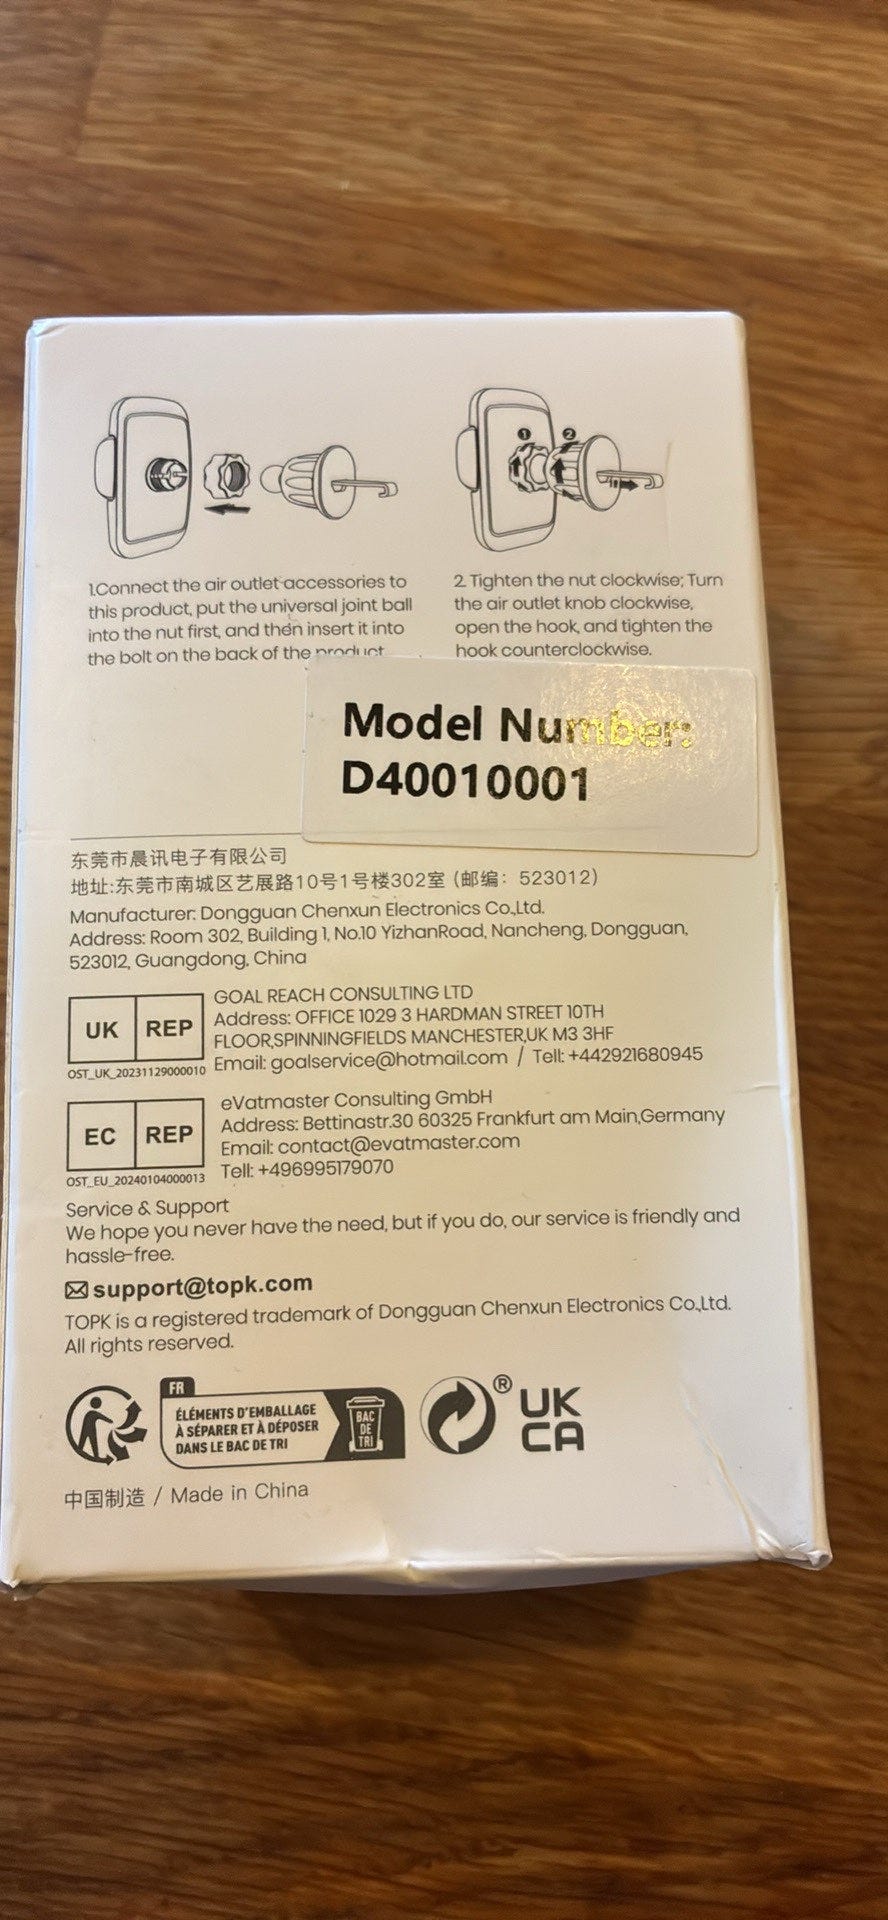 1.Connect the air outlet accessories to
this product, put the universal joint ball
into the nut first, and then insert it into
the bolt on the back of the product
1 2
2. Tighten the nut clockwise; Turn
the air outlet knob clockwise,
open the hook, and tighten the
hook counterclockwise.
Model Number:
D40010001
东莞市晨讯电子有限公司
地址:东莞市南城区艺展路10号1号楼302室 (邮编：523012)
Manufacturer: Dongguan Chenxun Electronics Co.,Ltd.
Address: Room 302, Building 1, No.10 YizhanRoad, Nancheng, Dongguan,
523012, Guangdong, China
UK REP
OST_UK_20231129000010
GOAL REACH CONSULTING LTD
Address: OFFICE 1029 3 HARDMAN STREET 10TH
FLOOR,SPINNINGFIELDS MANCHESTER,UK M3 3HF
Email: goalservice@hotmail.com / Tell: +442921680945
EC REP
OST_EU_20240104000013
eVatmaster Consulting GmbH
Address: Bettinastr.30 60325 Frankfurt am Main,Germany
Email: contact@evatmaster.com
Tell: +496995179070
Service & Support
We hope you never have the need, but if you do, our service is friendly and
hassle-free.
support@topk.com
TOPK is a registered trademark of Dongguan Chenxun Electronics Co.,Ltd.
All rights reserved.
FR
ÉLÉMENTS D'EMBALLAGE
À SÉPARER ET À DÉPOSER
DANS LE BAC DE TRI
BAC
DE
TRI
®
UK
CA
中国制造 / Made in China